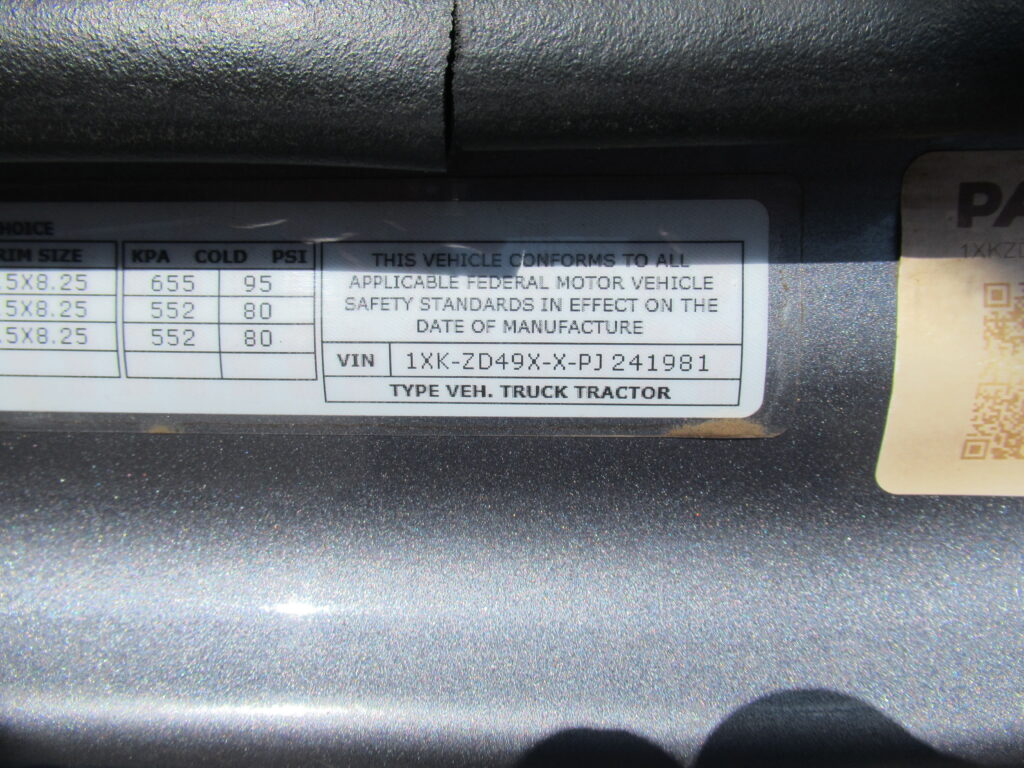 HOICE
RIM SIZE KPA COLD PSI
.5X8.25 655 95
.5X8.25 552 80
.5X8.25 552 80
THIS VEHICLE CONFORMS TO ALL
APPLICABLE FEDERAL MOTOR VEHICLE
SAFETY STANDARDS IN EFFECT ON THE
DATE OF MANUFACTURE
VIN 1XK-ZD49X-X-PJ 241981
TYPE VEH. TRUCK TRACTOR
PA
1XKZD